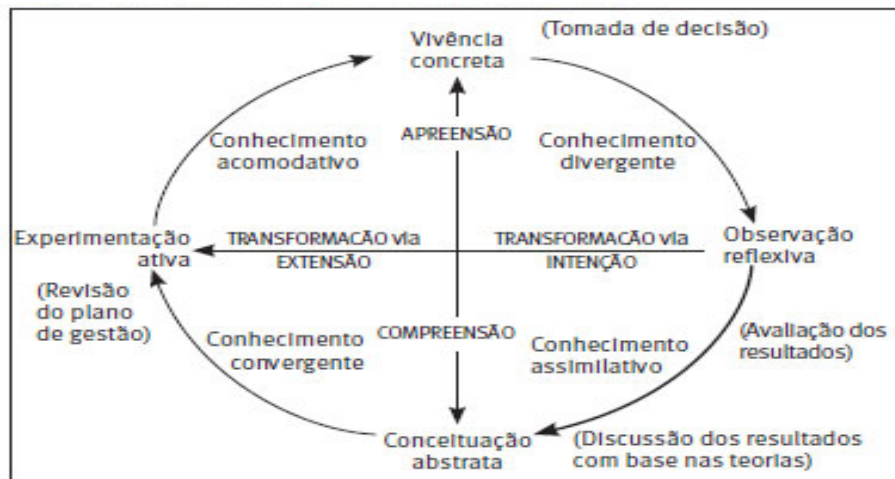 Vivência
concreta
(Tomada de decisão)
APREENSÃO
Conhecimento
acomodativo
Conhecimento
divergente
Experimentação
ativa
TRANSFORMACÃO via
EXTENSÃO
TRANSFORMACÃO via
INTENÇÃO
Observação
reflexiva
(Revisão
do plano
de gestão)
COMPREENSÃO
Conhecimento
convergente
Conhecimento
assimilativo
(Avaliação dos
resultados)
Conceituação
abstrata
(Discussão dos resultados
com base nas teorias)